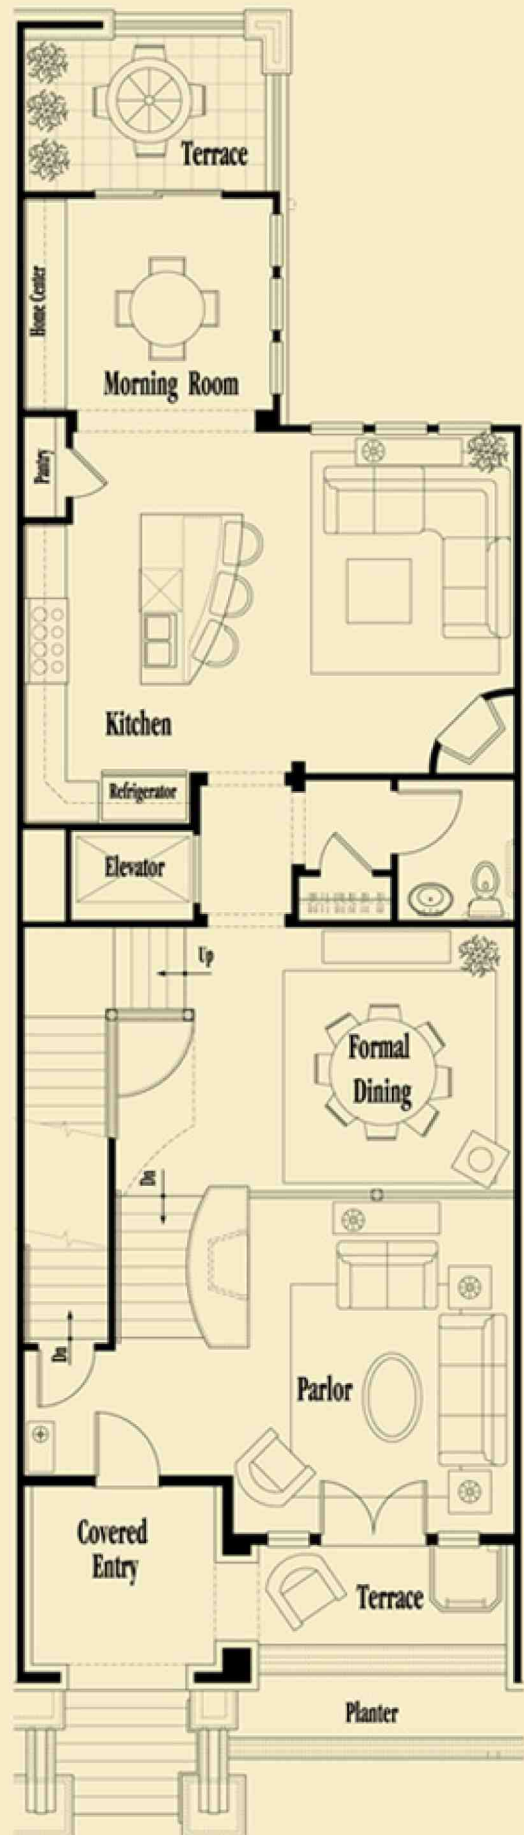 Terrace
Home Center
Morning Room
Pantry
Kitchen
Refrigerator
Elevator
Up
Formal
Dining
Dn
Dn
Parlor
Covered
Entry
Terrace
Planter